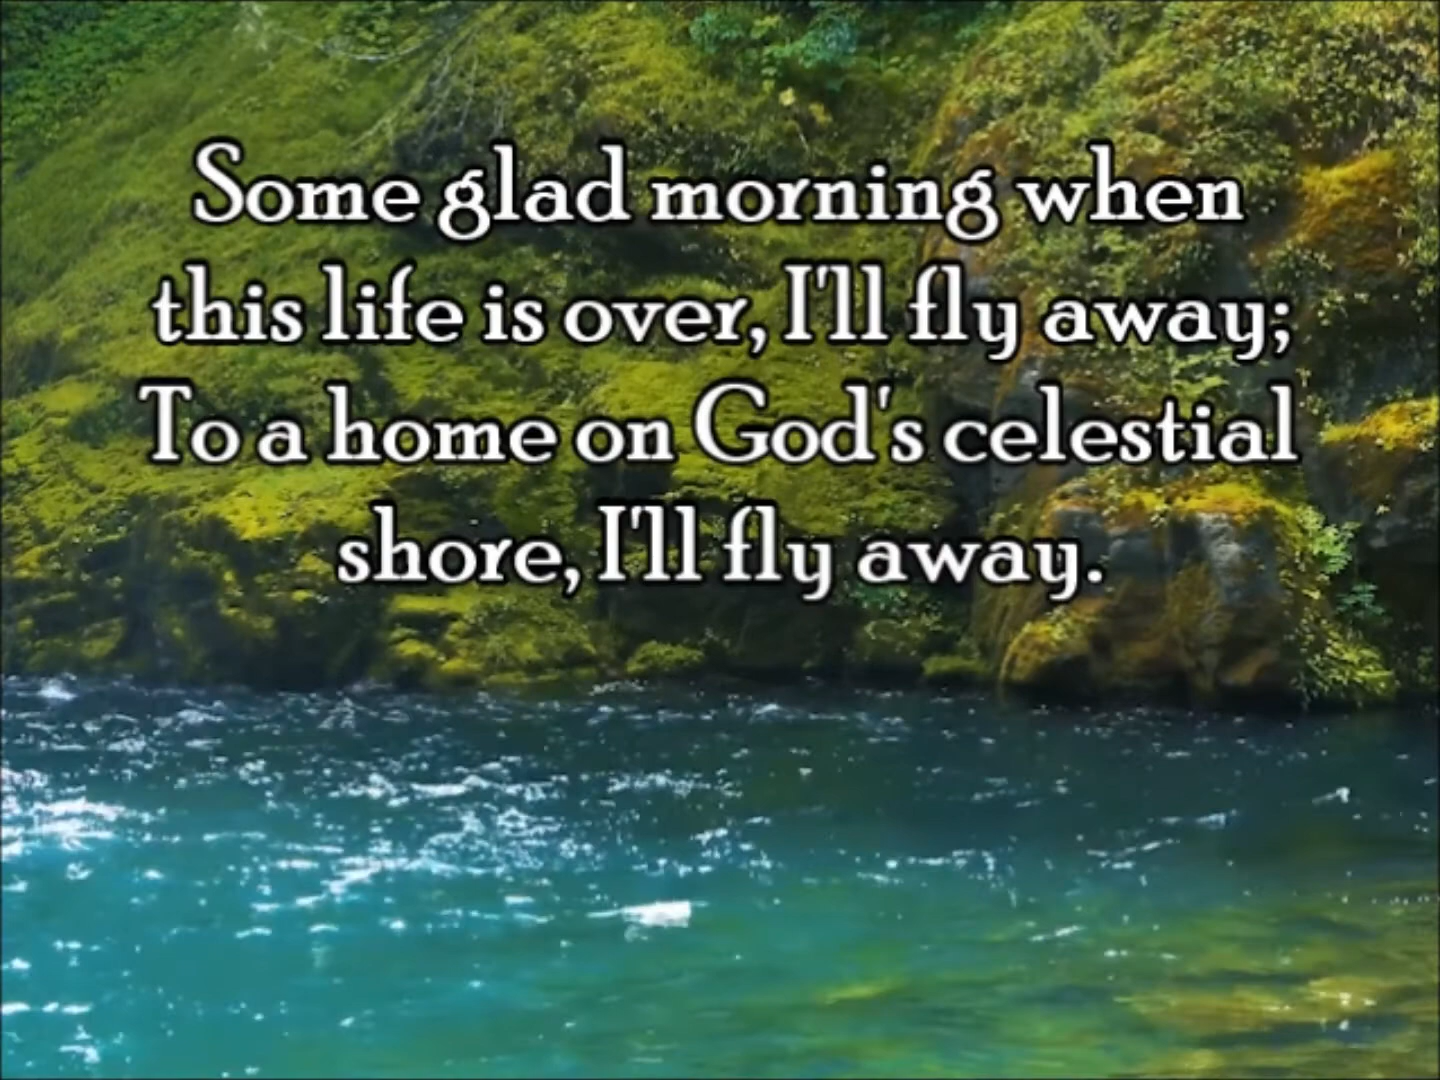 Some glad morning when
this life is over, I'll fly away;
To a home on God's celestial
shore, I'll fly away.